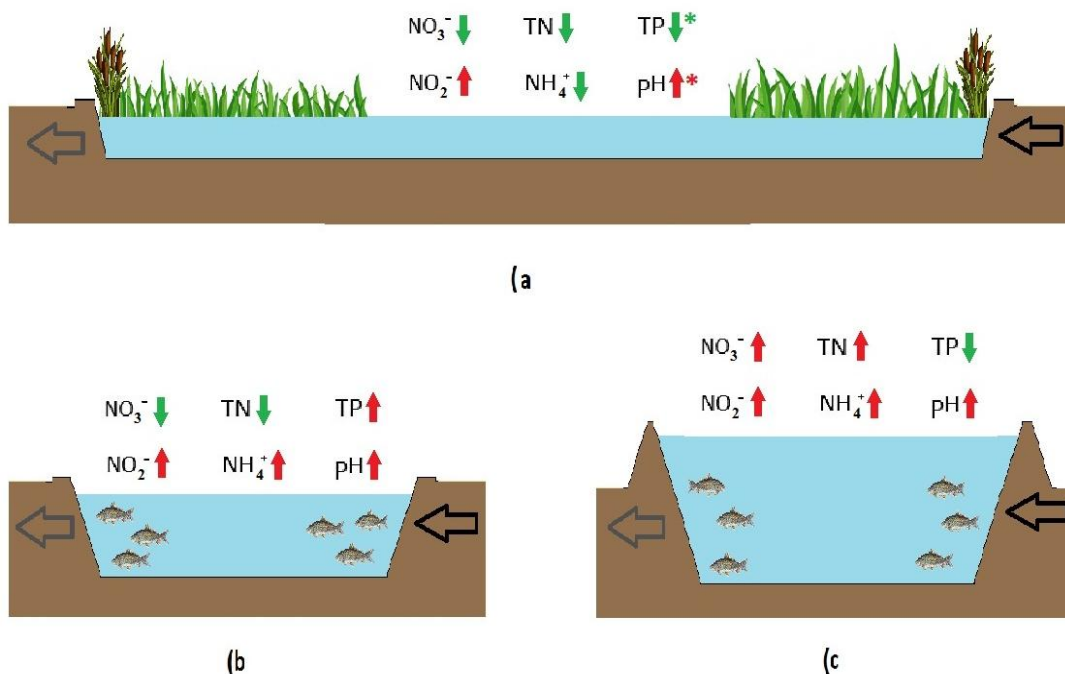 NO₃⁻ TN TP *
NO₂⁻ NH₄⁺ pH *
(a
NO₃⁻ TN TP
NO₂⁻ NH₄⁺ pH
(b
NO₃⁻ TN TP
NO₂⁻ NH₄⁺ pH
(c